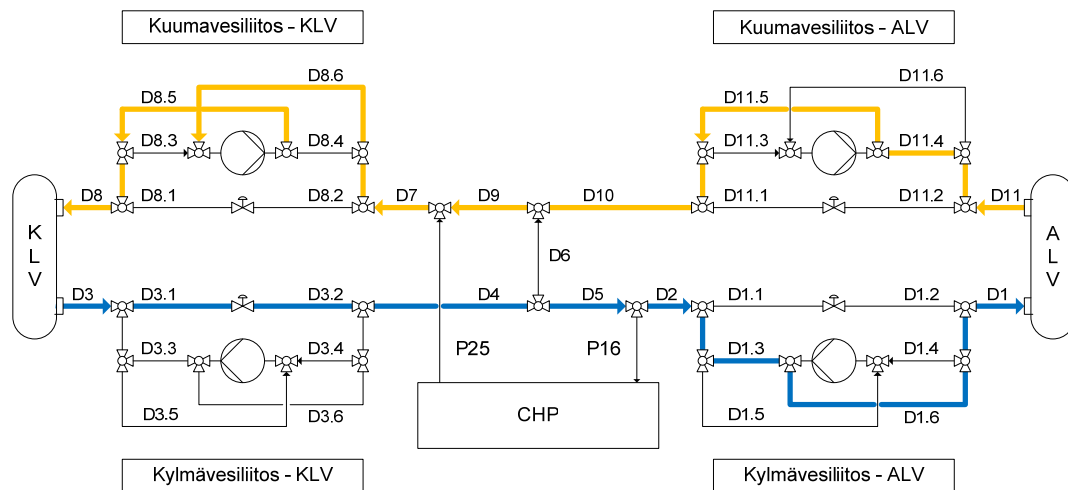 Kuumavesiliitos - KLV
Kuumavesiliitos - ALV
D8.6
D11.6
D8.5
D11.5
D8.3
D8.4
D11.3
D11.4
D8
D8.1
D8.2
D7
D9
D10
D11.1
D11.2
D11
KLV
ALV
D6
D3
D3.1
D3.2
D4
D5
D2
D1.1
D1.2
D1
D3.3
D3.4
P25
P16
D1.3
D1.4
D3.5
D3.6
CHP
D1.5
D1.6
Kylmävesiliitos - KLV
Kylmävesiliitos - ALV